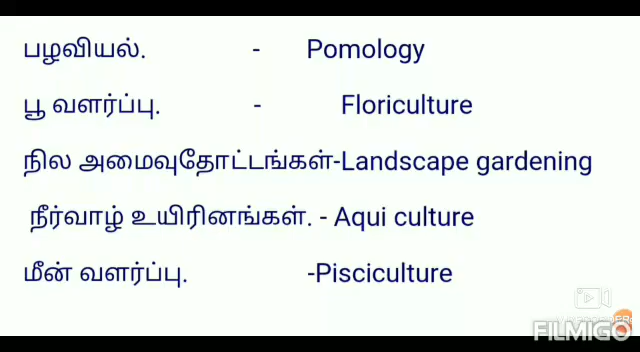 பழவியல். - Pomology
பூ வளர்ப்பு. - Floriculture
நில அமைவுதோட்டங்கள்-Landscape gardening
நீர்வாழ் உயிரினங்கள். - Aqui culture
மீன் வளர்ப்பு. -Pisciculture
FILMIGO